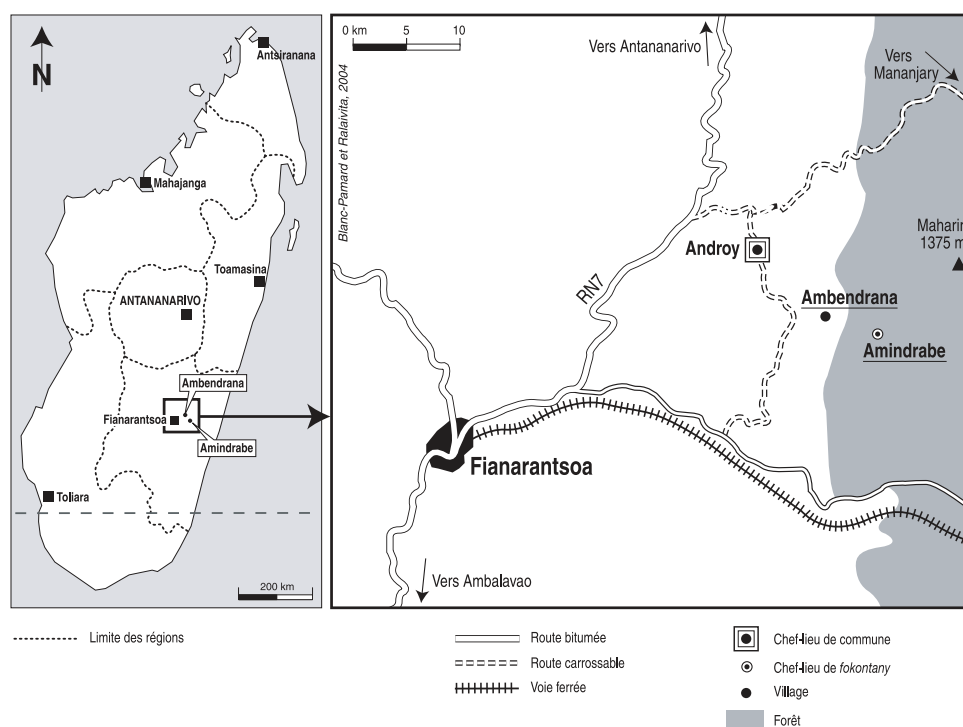 N
Antsiranana
Mahajanga
Toamasina
ANTANANARIVO
Ambendrana
Fianarantsoa
Amindrabe
Toliara
200 km
0 km 5 10
Blanc-Pamard et Ralaivita, 2004
Vers Antananarivo
Vers
Mananjary
Maharin
1375 m
Androy
RN7
Ambendrana
Amindrabe
Fianarantsoa
Vers Ambalavao
Limite des régions
Route bitumée
Route carrossable
Voie ferrée
Chef-lieu de commune
Chef-lieu de fokontany
Village
Forêt